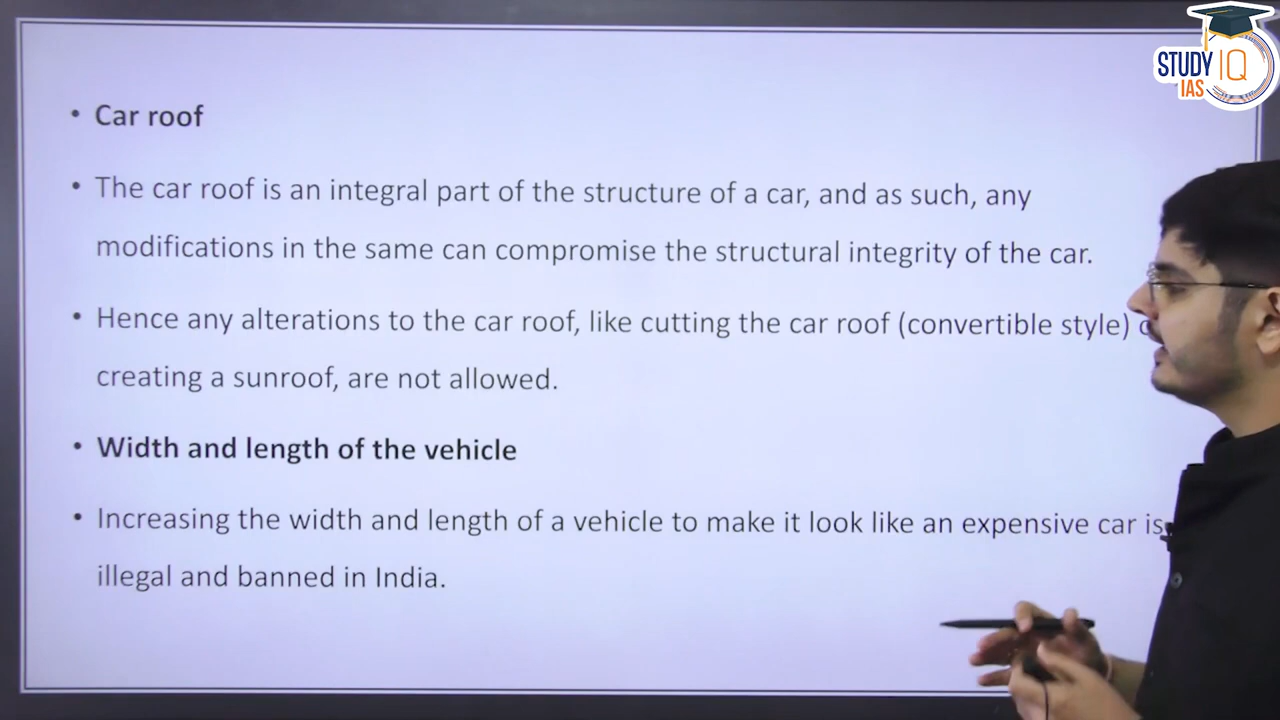 STUDY IQ
IAS
• Car roof
• The car roof is an integral part of the structure of a car, and as such, any
modifications in the same can compromise the structural integrity of the car.
• Hence any alterations to the car roof, like cutting the car roof (convertible style)
creating a sunroof, are not allowed.
• Width and length of the vehicle
• Increasing the width and length of a vehicle to make it look like an expensive car is
illegal and banned in India.